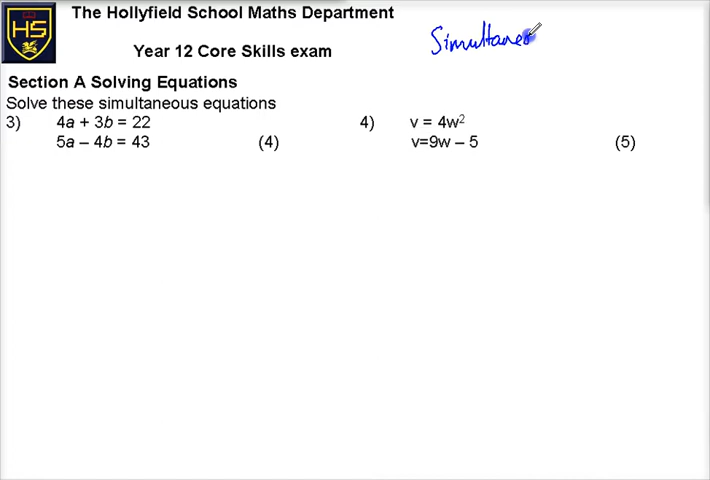 The Hollyfield School Maths Department
HS
Simultaneo
Year 12 Core Skills exam
Section A Solving Equations
Solve these simultaneous equations
3) 4a + 3b = 22
5a – 4b = 43 (4)
4) v = 4w²
v=9w – 5 (5)